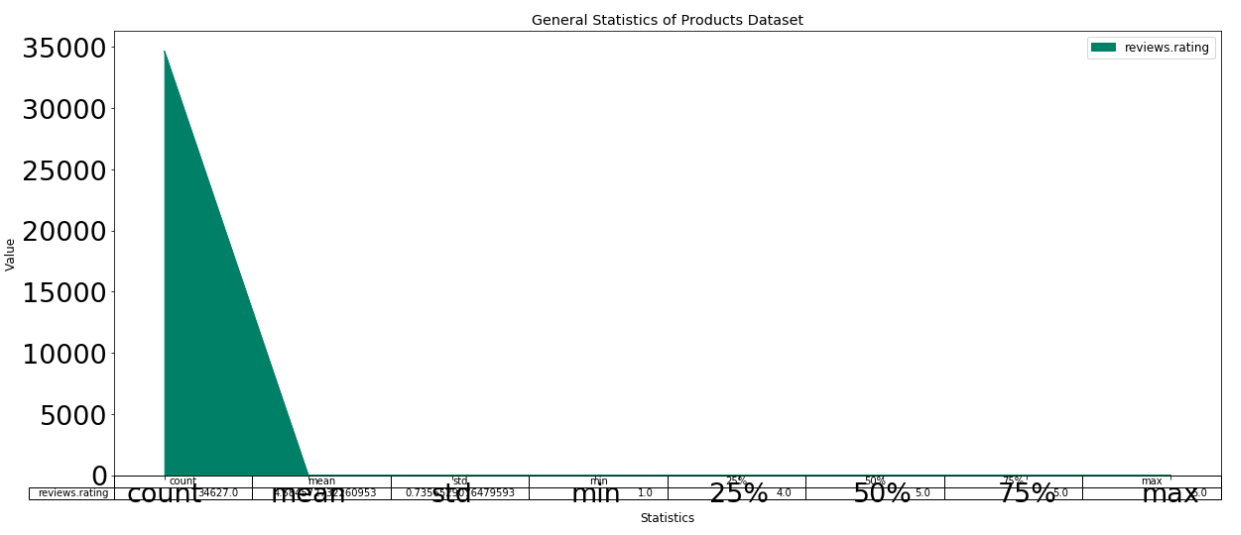 General Statistics of Products Dataset
reviews.rating
35000
30000
25000
20000
15000
10000
5000
0
Value
count mean std min 25% 50% 75% max
reviews.rating 34627.0 1.0 4.0 5.0 5.0 5.0
count mean std min 25% 50% 75% max
Statistics